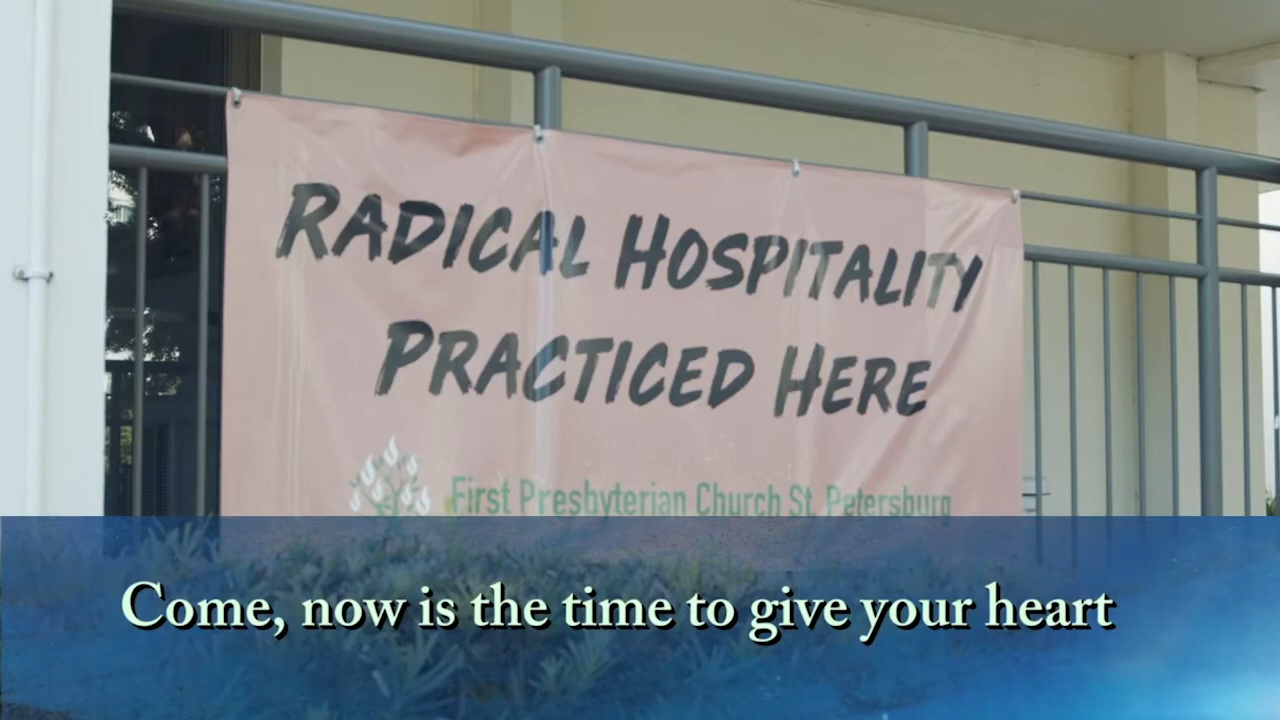 RADICAL HOSPITALITY
PRACTICED HERE
First Presbyterian Church St. Petersburg
Come, now is the time to give your heart